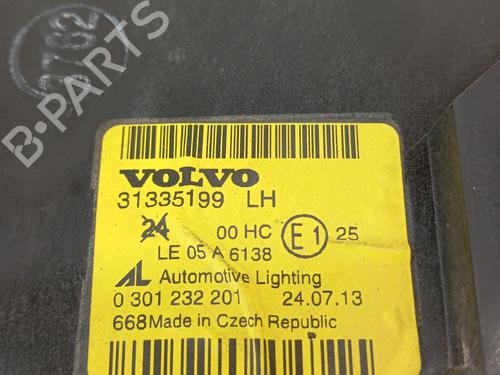 3762
B-PARTS
VOLVO
31335199 LH
24 00 HC E1 25
LE 05 A 6138
AL Automotive Lighting
0 301 232 201 24.07.13
668 Made in Czech Republic